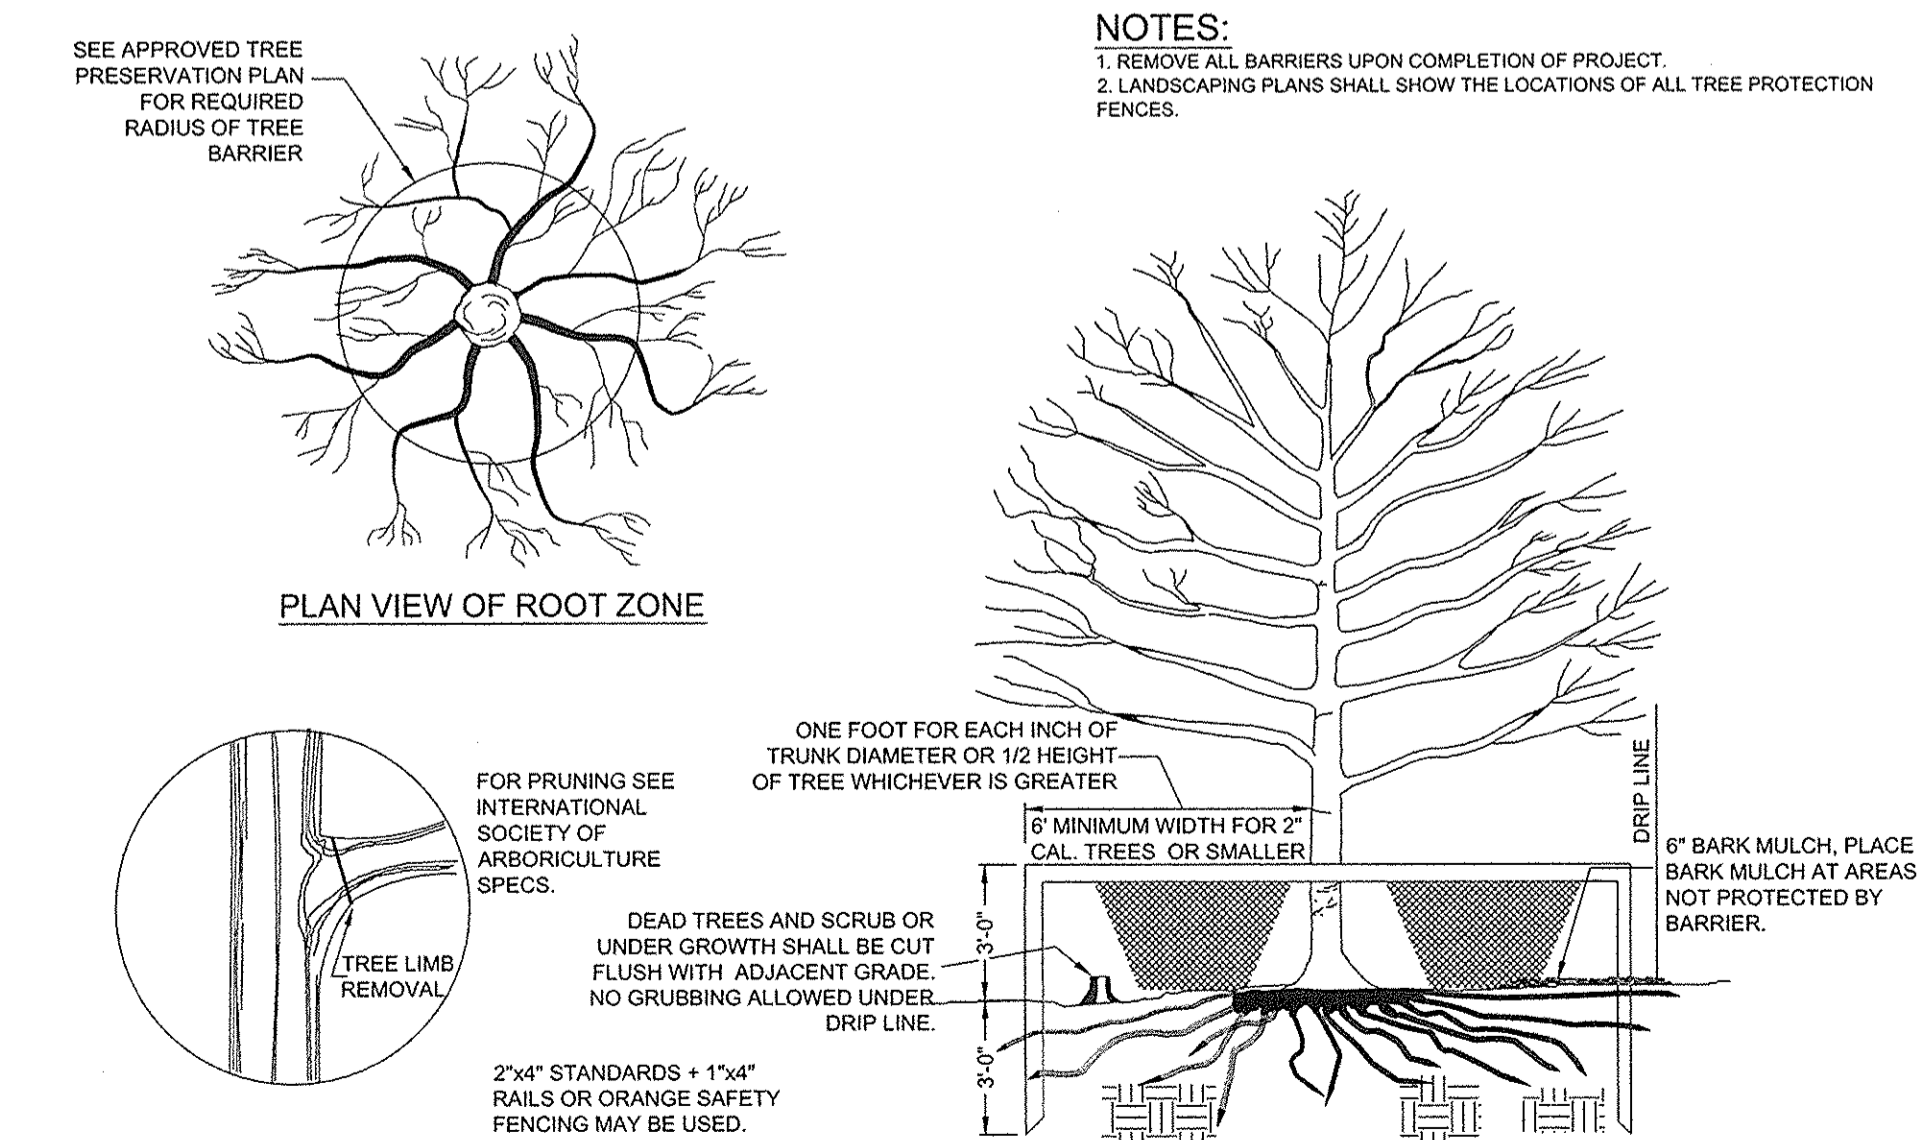 SEE APPROVED TREE
PRESERVATION PLAN
FOR REQUIRED
RADIUS OF TREE
BARRIER
NOTES:
1. REMOVE ALL BARRIERS UPON COMPLETION OF PROJECT.
2. LANDSCAPING PLANS SHALL SHOW THE LOCATIONS OF ALL TREE PROTECTION
FENCES.
PLAN VIEW OF ROOT ZONE
FOR PRUNING SEE
INTERNATIONAL
SOCIETY OF
ARBORICULTURE
SPECS.
TREE LIMB
REMOVAL
ONE FOOT FOR EACH INCH OF
TRUNK DIAMETER OR 1/2 HEIGHT
OF TREE WHICHEVER IS GREATER
6' MINIMUM WIDTH FOR 2"
CAL. TREES OR SMALLER
DRIP LINE
6" BARK MULCH, PLACE
BARK MULCH AT AREAS
NOT PROTECTED BY
BARRIER.
DEAD TREES AND SCRUB OR
UNDER GROWTH SHALL BE CUT
FLUSH WITH ADJACENT GRADE.
NO GRUBBING ALLOWED UNDER
DRIP LINE.
3'-0"
3'-0"
2"x4" STANDARDS + 1"x4"
RAILS OR ORANGE SAFETY
FENCING MAY BE USED.